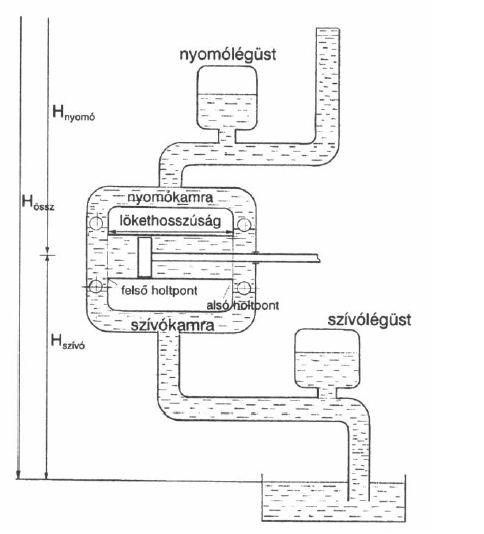 nyomólégüst
Hnyomó
nyomókamra
Hössz
lökethosszúság
felső holtpont
alsó holtpont
szívókamra
szívólégüst
Hszívó